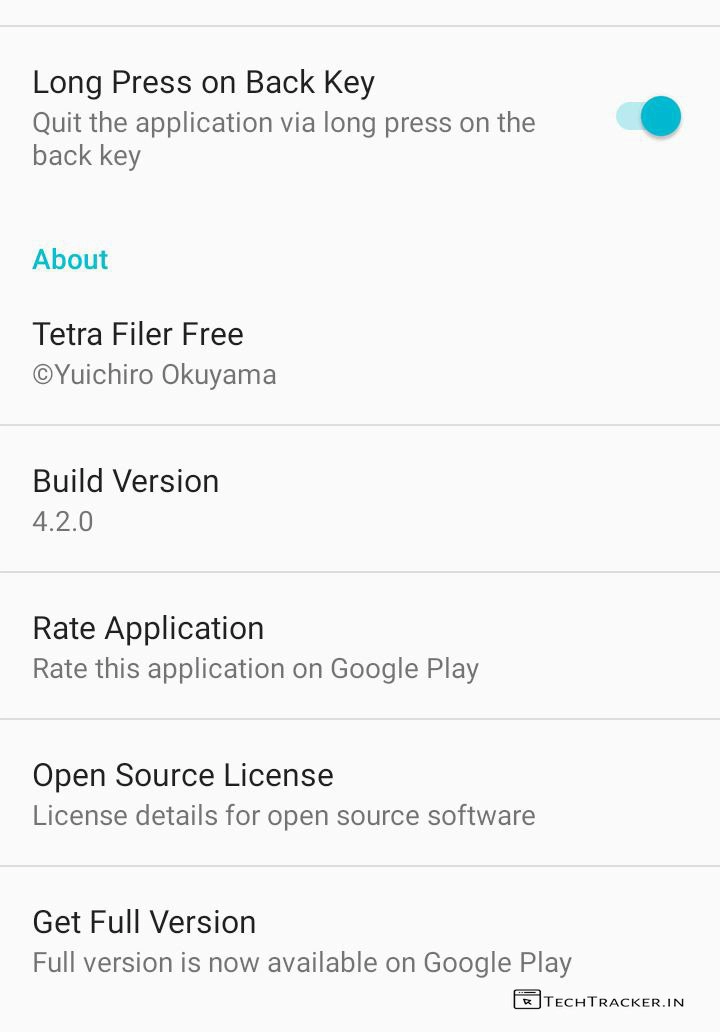 Long Press on Back Key
Quit the application via long press on the
back key
About
Tetra Filer Free
©Yuichiro Okuyama
Build Version
4.2.0
Rate Application
Rate this application on Google Play
Open Source License
License details for open source software
Get Full Version
Full version is now available on Google Play
TECHTRACKER.IN